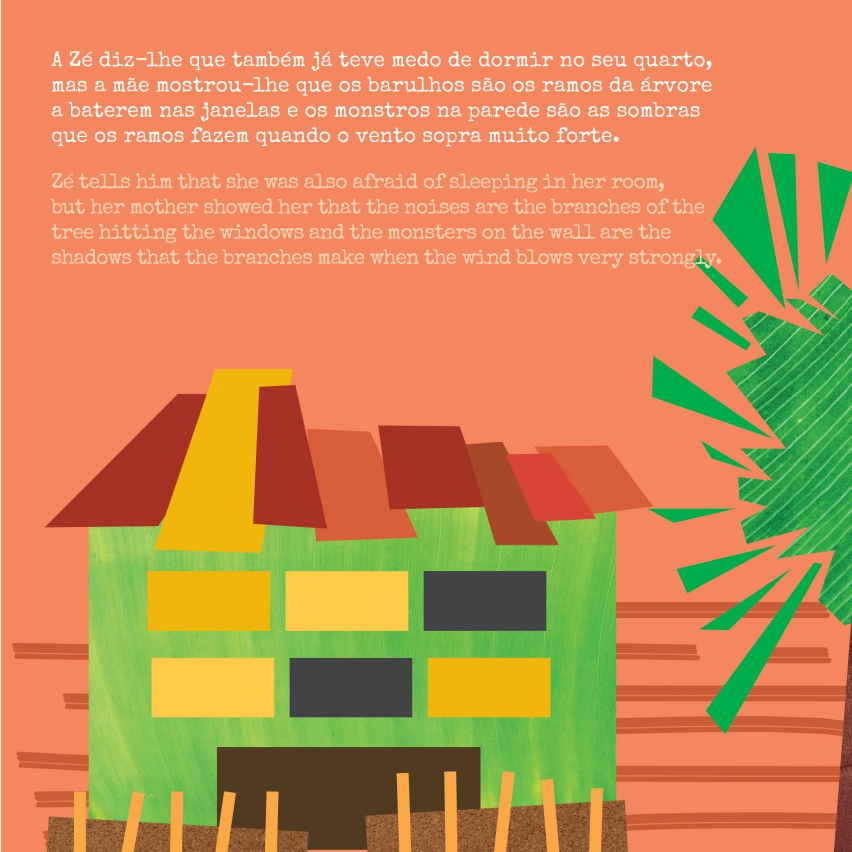 A Zé diz-lhe que também já teve medo de dormir no seu quarto,
mas a mãe mostrou-lhe que os barulhos são os ramos da árvore
a baterem nas janelas e os monstros na parede são as sombras
que os ramos fazem quando o vento sopra muito forte.
Zé tells him that she was also afraid of sleeping in her room,
but her mother showed her that the noises are the branches of the
tree hitting the windows and the monsters on the wall are the
shadows that the branches make when the wind blows very strongly.